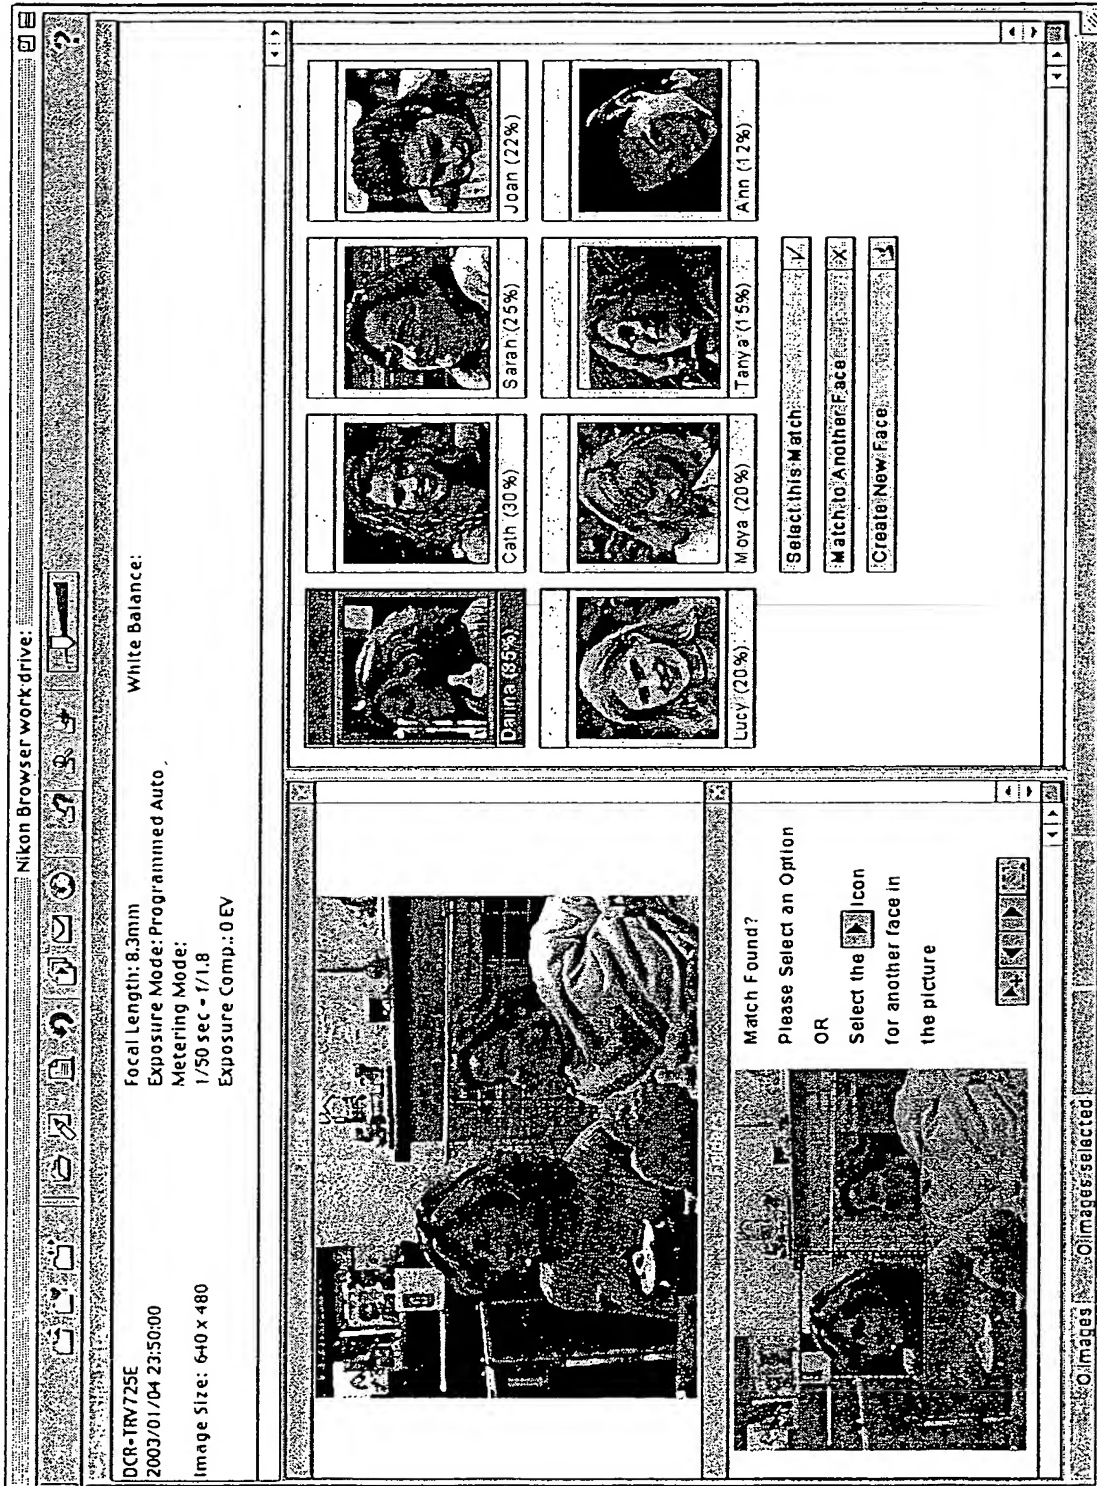 Nikon Browser work drive:
?
DCR-TRV725E
2003/01/04 23:50:00
Image Size: 640 x 480
Focal Length: 8.3mm
Exposure Mode: Programmed Auto
Metering Mode:
1/50 sec - f/1.8
Exposure Comp.: 0 EV
White Balance:
Match Found?
Please Select an Option
OR
Select the Icon
for another face in
the picture
Darina (35%)
Cath (30%)
Sarah (25%)
Joan (22%)
Lucy (20%)
Moya (20%)
Tanya (15%)
Ann (12%)
Select this Match
Match to Another Face
Create New Face
0 Images 0 images selected